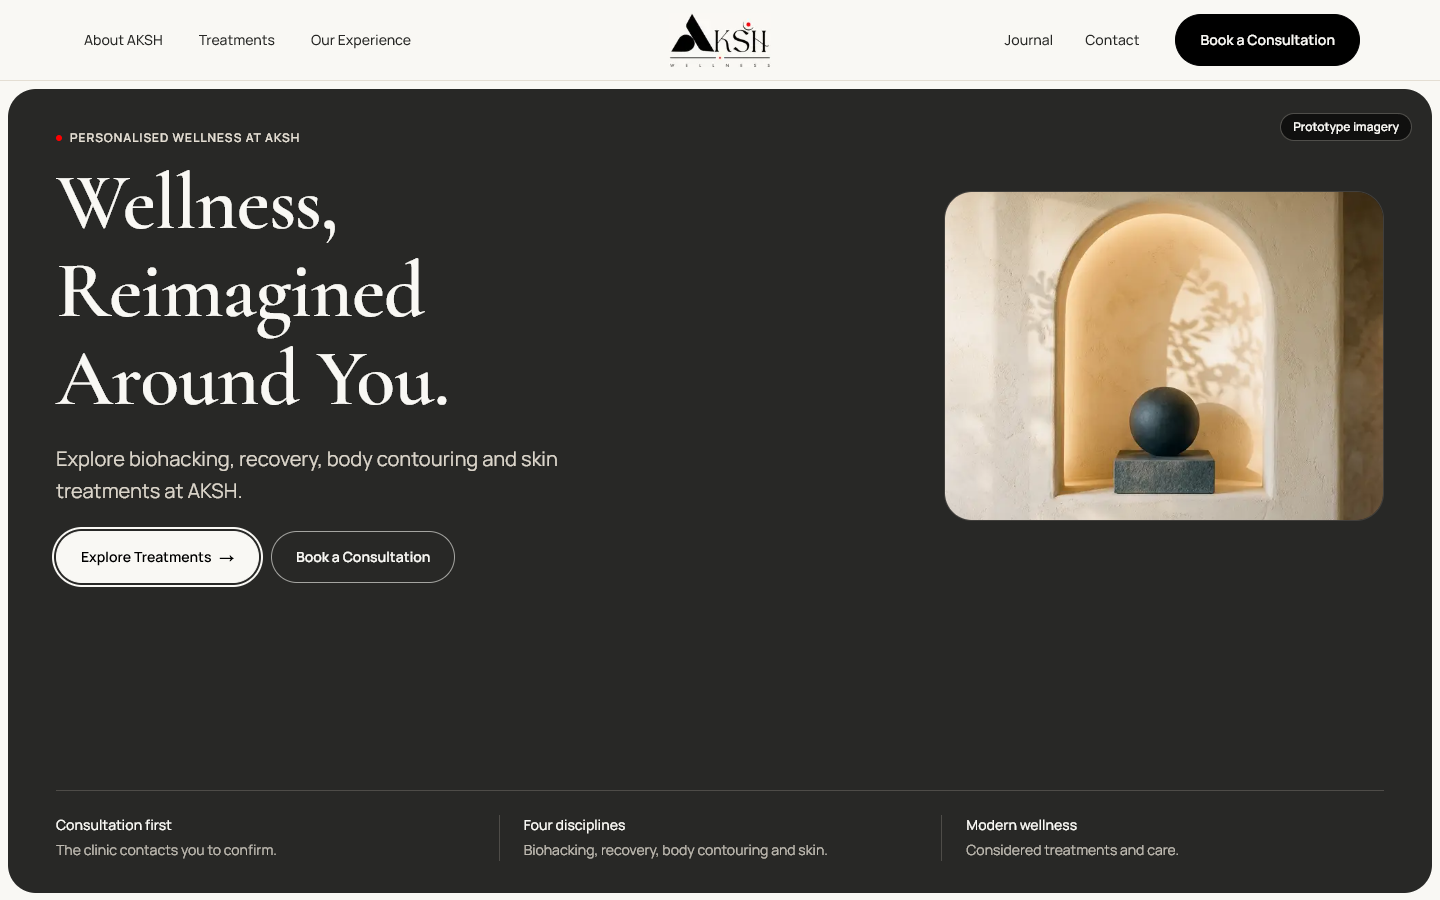 About AKSH
Treatments
Our Experience
AKSH
WELLNESS
Journal
Contact
Book a Consultation
PERSONALISED WELLNESS AT AKSH
Prototype imagery
Wellness,
Reimagined
Around You.
Explore biohacking, recovery, body contouring and skin
treatments at AKSH.
Explore Treatments →
Book a Consultation
Consultation first
The clinic contacts you to confirm.
Four disciplines
Biohacking, recovery, body contouring and skin.
Modern wellness
Considered treatments and care.